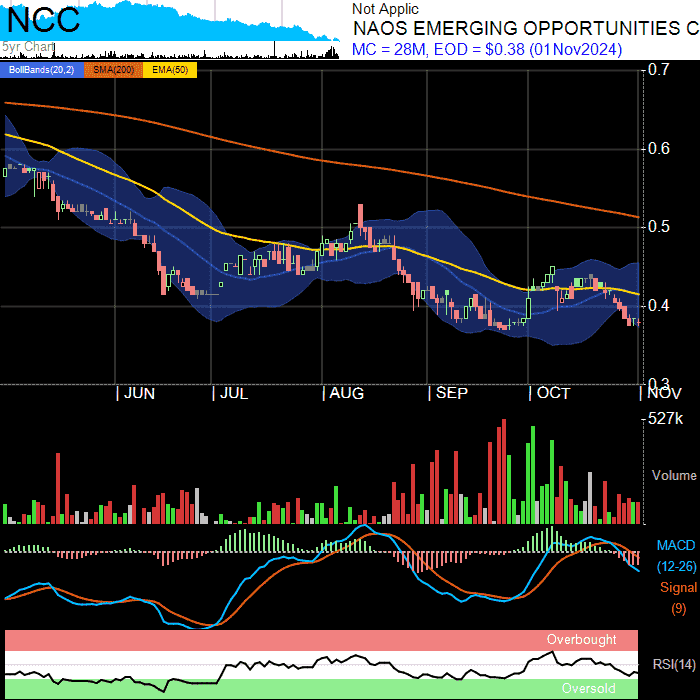 NCC
5yr Chart
Not Applic
NAOS EMERGING OPPORTUNITIES C
MC = 28M, EOD = $0.38 (01Nov2024)
BollBands(20,2) SMA(200) EMA(50)
0.7
0.6
0.5
0.4
0.3
JUN JUL AUG SEP OCT NOV
527k
Volume
MACD
(12-26)
Signal
(9)
Overbought
RSI(14)
Oversold